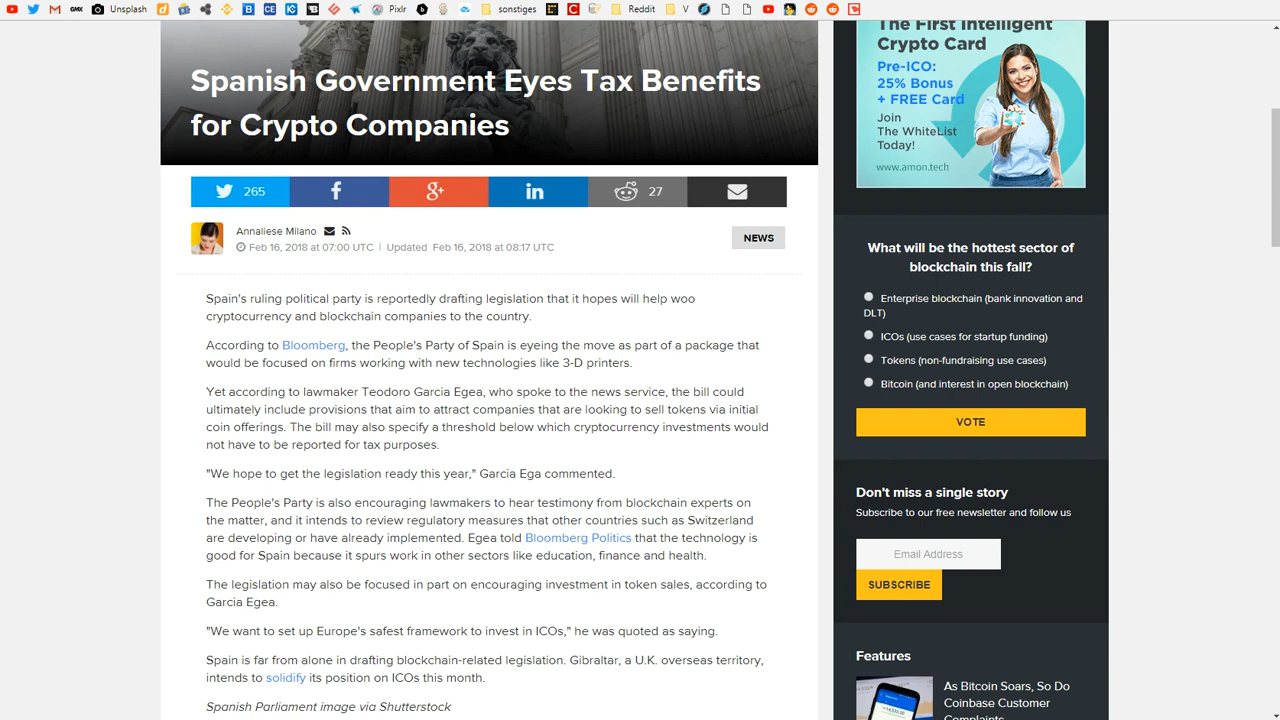 Unsplash
Pixlr
sonstiges
Reddit
V
Spanish Government Eyes Tax Benefits
for Crypto Companies
265
27
Annaliese Milano
Feb 16, 2018 at 07:00 UTC | Updated Feb 16, 2018 at 08:17 UTC
NEWS
Spain's ruling political party is reportedly drafting legislation that it hopes will help woo
cryptocurrency and blockchain companies to the country.
According to Bloomberg, the People's Party of Spain is eyeing the move as part of a package that
would be focused on firms working with new technologies like 3-D printers.
Yet according to lawmaker Teodoro Garcia Egea, who spoke to the news service, the bill could
ultimately include provisions that aim to attract companies that are looking to sell tokens via initial
coin offerings. The bill may also specify a threshold below which cryptocurrency investments would
not have to be reported for tax purposes.
"We hope to get the legislation ready this year," Garcia Ega commented.
The People's Party is also encouraging lawmakers to hear testimony from blockchain experts on
the matter, and it intends to review regulatory measures that other countries such as Switzerland
are developing or have already implemented. Egea told Bloomberg Politics that the technology is
good for Spain because it spurs work in other sectors like education, finance and health.
The legislation may also be focused in part on encouraging investment in token sales, according to
Garcia Egea.
"We want to set up Europe's safest framework to invest in ICOs," he was quoted as saying.
Spain is far from alone in drafting blockchain-related legislation. Gibraltar, a U.K. overseas territory,
intends to solidify its position on ICOs this month.
Spanish Parliament image via Shutterstock
The First Intelligent
Crypto Card
Pre-ICO:
25% Bonus
+ FREE Card
Join
The WhiteList
Today!
www.amon.tech
What will be the hottest sector of
blockchain this fall?
Enterprise blockchain (bank innovation and
DLT)
ICOs (use cases for startup funding)
Tokens (non-fundraising use cases)
Bitcoin (and interest in open blockchain)
VOTE
Don't miss a single story
Subscribe to our free newsletter and follow us
Email Address
SUBSCRIBE
Features
As Bitcoin Soars, So Do
Coinbase Customer
Complaints